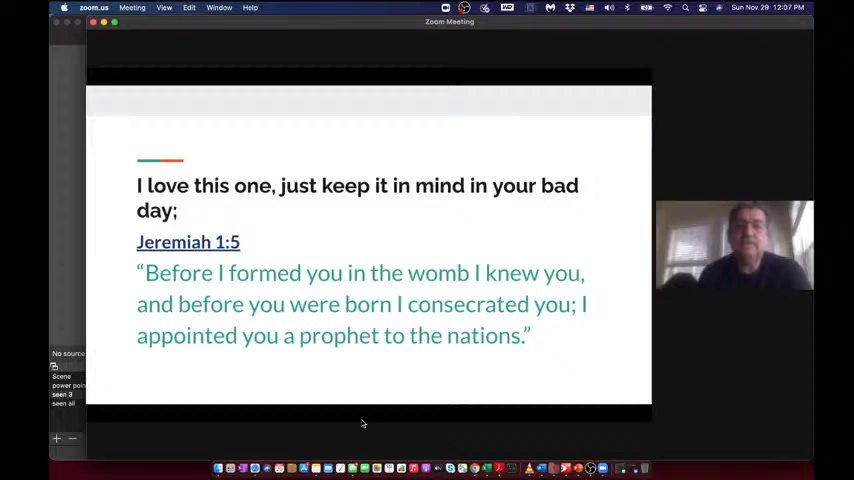 zoom.us Meeting View Edit Window Help
Sun Nov 29 12:07 PM
Zoom Meeting
I love this one, just keep it in mind in your bad
day;
Jeremiah 1:5
“Before I formed you in the womb I knew you,
and before you were born I consecrated you; I
appointed you a prophet to the nations.”
No source
Scene
power poin
seen 3
seen all